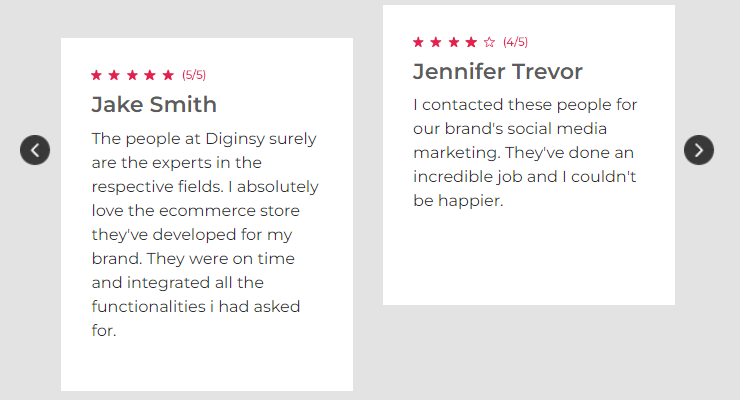 (5/5)
Jake Smith
The people at Diginsy surely
are the experts in the
respective fields. I absolutely
love the ecommerce store
they've developed for my
brand. They were on time
and integrated all the
functionalities i had asked
for.
(4/5)
Jennifer Trevor
I contacted these people for
our brand's social media
marketing. They've done an
incredible job and I couldn't
be happier.